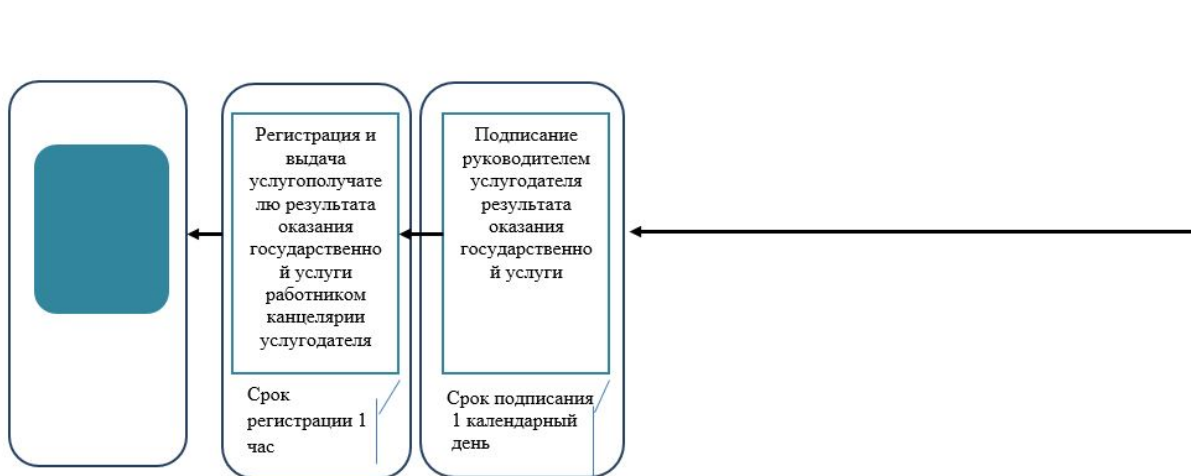 Регистрация и
выдача
услугополучате
лю результата
оказания
государственно
й услуги
работником
канцелярии
услугодателя
Срок
регистрации 1
час
Подписание
руководителем
услугодателя
результата
оказания
государственно
й услуги
Срок подписания
1 календарный
день